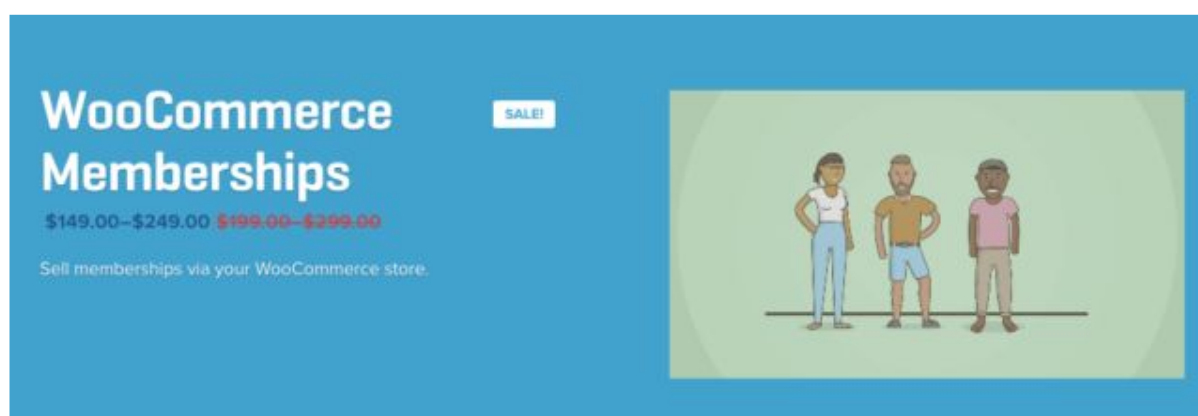 WooCommerce
SALE!
Memberships
$149.00–$249.00 $199.00–$299.00
Sell memberships via your WooCommerce store.